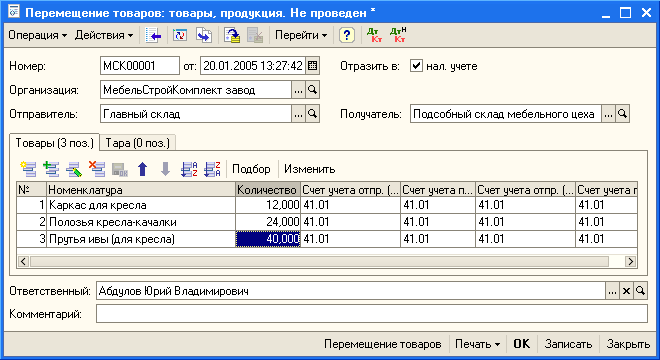 Перемещение товаров: товары, продукция. Не проведен *
Операция Действия Перейти ? Дт Кт ДтН Кт
Номер: МСК00001 от: 20.01.2005 13:27:42 Отразить в: нал. учете
Организация: МебельСтройКомплект завод ...
Отправитель: Главный склад ... Получатель: Подсобный склад мебельного цеха ...
Товары (3 поз.) Тара (0 поз.)
Подбор Изменить
№ Номенклатура Количество Счет учета отпр. (... Счет учета п... Счет учета отпр. (... Счет учета п
1 Каркас для кресла 12,000 41.01 41.01 41.01 41.01
2 Полозья кресла-качалки 24,000 41.01 41.01 41.01 41.01
3 Прутья ивы (для кресла) 40,000 41.01 41.01 41.01 41.01
Ответственный: Абдулов Юрий Владимирович ...
Комментарий:
Перемещение товаров Печать OK Записать Закрыть